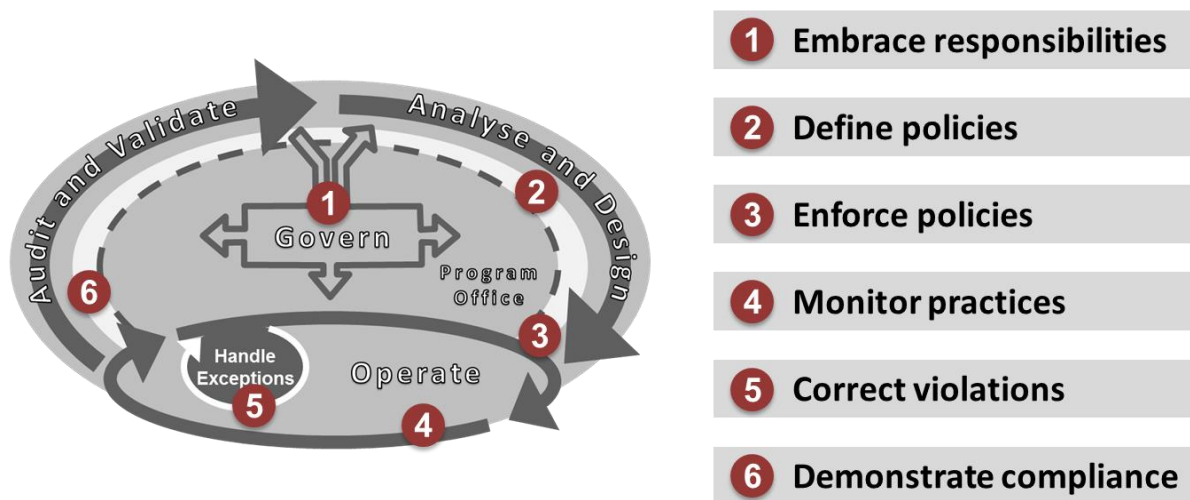 Audit and Validate
Analyse and Design
1
Govern
2
Program
Office
6
3
Handle
Exceptions
5
Operate
4
1 Embrace responsibilities
2 Define policies
3 Enforce policies
4 Monitor practices
5 Correct violations
6 Demonstrate compliance